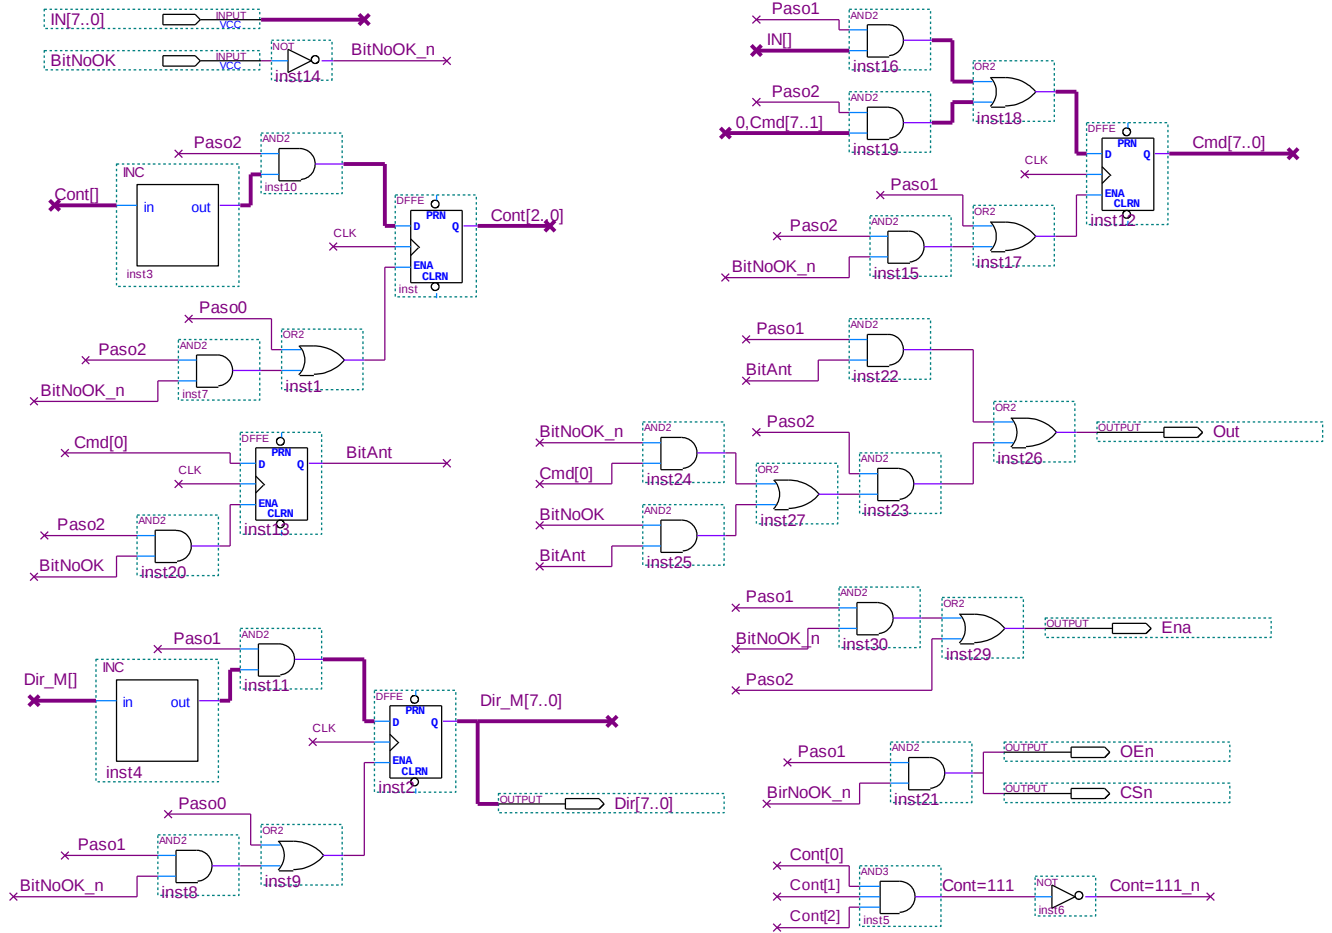 IN[7..0]
INPUT
VCC
BitNoOK
INPUT
VCC
NOT
inst14
BitNoOK_n
Paso2
AND2
inst10
INC
Cont[]
in
out
inst3
DFFE
PRN
D
Q
CLK
ENA
CLRN
inst
Cont[2..0]
Paso0
OR2
inst1
Paso2
AND2
BitNoOK_n
inst7
Cmd[0]
DFFE
PRN
D
Q
CLK
ENA
CLRN
inst13
BitAnt
Paso2
AND2
BitNoOK
inst20
Paso1
AND2
inst11
INC
Dir_M[]
in
out
inst4
DFFE
PRN
D
Q
CLK
ENA
CLRN
inst2
Dir_M[7..0]
OUTPUT
Dir[7..0]
Paso0
OR2
inst9
Paso1
AND2
BitNoOK_n
inst8
Paso1
AND2
IN[]
inst16
Paso2
AND2
0,Cmd[7..1]
inst19
OR2
inst18
DFFE
PRN
D
Q
CLK
ENA
CLRN
inst12
Cmd[7..0]
Paso1
OR2
inst17
Paso2
AND2
BitNoOK_n
inst15
Paso1
AND2
BitAnt
inst22
BitNoOK_n
AND2
Cmd[0]
inst24
BitNoOK
AND2
BitAnt
inst25
OR2
inst27
Paso2
AND2
inst23
OR2
inst26
OUTPUT
Out
Paso1
AND2
BitNoOK_n
inst30
OR2
inst29
Paso2
OUTPUT
Ena
Paso1
AND2
BirNoOK_n
inst21
OUTPUT
OEn
OUTPUT
CSn
Cont[0]
Cont[1]
Cont[2]
AND3
inst5
Cont=111
NOT
inst6
Cont=111_n